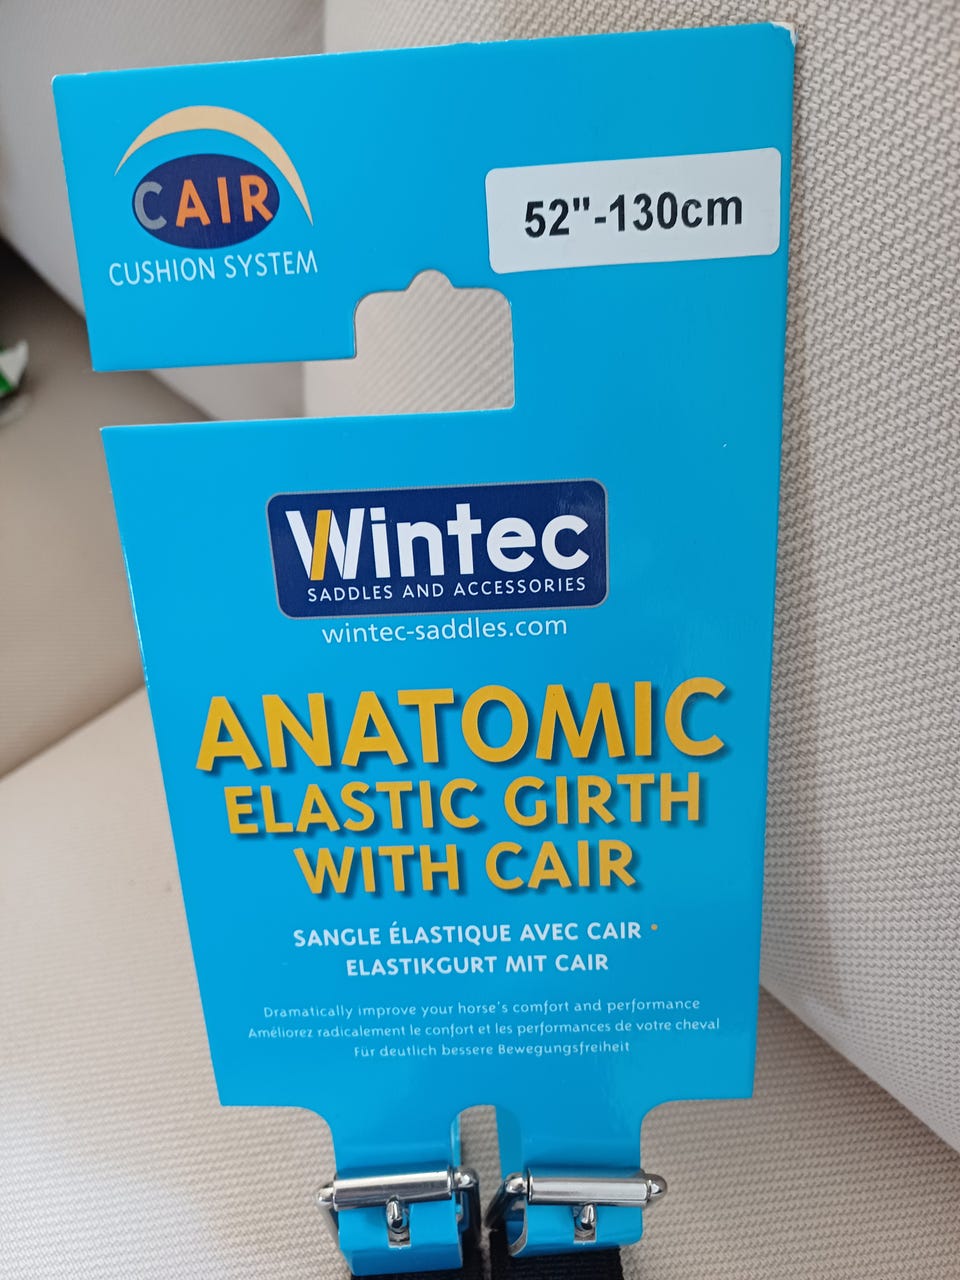 CAIR
CUSHION SYSTEM
52"-130cm
Wintec
SADDLES AND ACCESSORIES
wintec-saddles.com
ANATOMIC
ELASTIC GIRTH
WITH CAIR
SANGLE ÉLASTIQUE AVEC CAIR •
ELASTIKGURT MIT CAIR
Dramatically improve your horse's comfort and performance
Améliorez radicalement le confort et les performances de votre cheval
Für deutlich bessere Bewegungsfreiheit